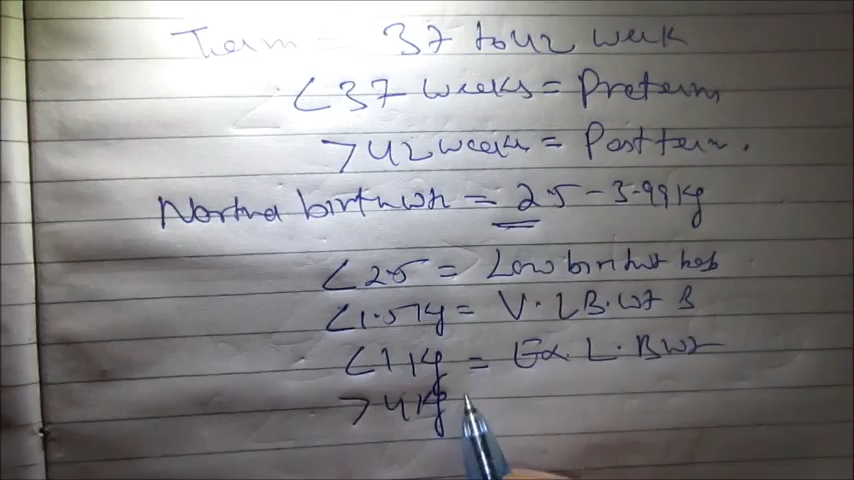 Term = 37 to 42 week
<37 weeks = Preterm
>42 weeks = Post term.
Normal birth wt = 2.5 - 3.99 Kg
<2.5 = Low birth wt
<1.5 Kg = V. L B. wt B
<1 Kg = Ex. L. B wt
>4 Kg